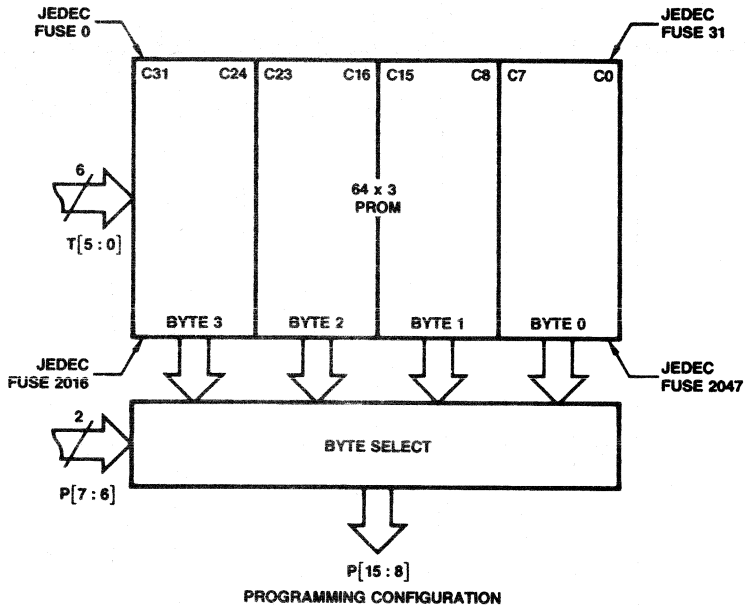 JEDEC
FUSE 0
JEDEC
FUSE 31
C31 C24 C23 C16 C15 C8 C7 C0
6
T[5 : 0]
64 x 3
PROM
BYTE 3 BYTE 2 BYTE 1 BYTE 0
JEDEC
FUSE 2016
JEDEC
FUSE 2047
2
P[7 : 6]
BYTE SELECT
P[15 : 8]
PROGRAMMING CONFIGURATION